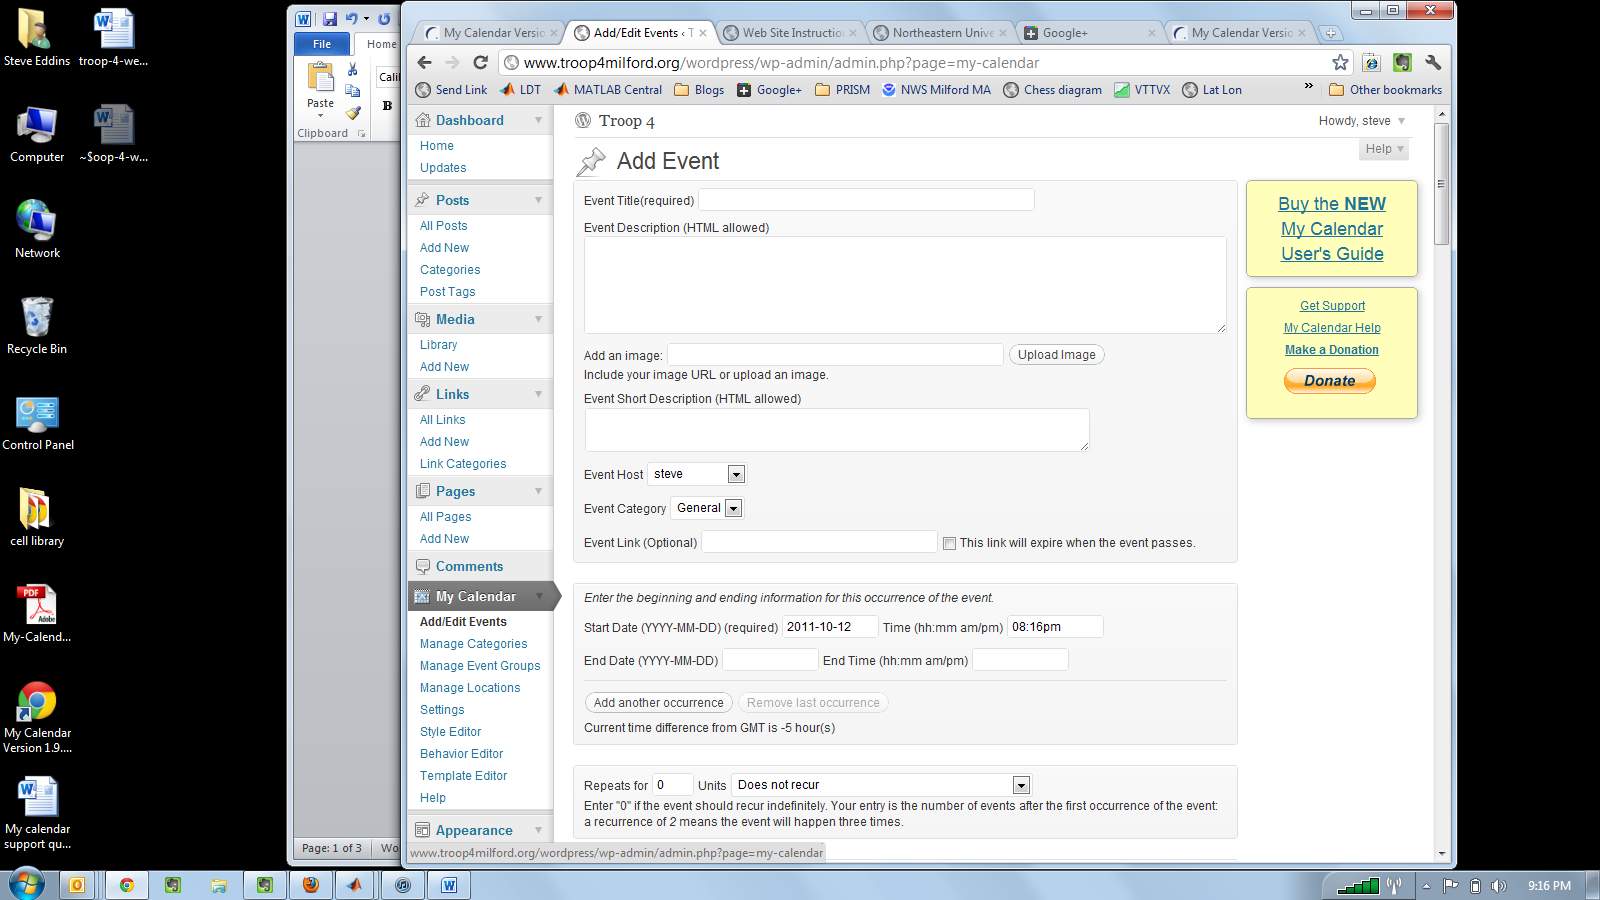 Steve Eddins
troop-4-we...
Computer
~$oop-4-w...
Network
Recycle Bin
Control Panel
cell library
My-Calend...
My Calendar
Version 1.9....
My calendar
support qu...
File
Home
Paste
Calil
B
Clipboard
Page: 1 of 3
Wo
My Calendar Versio
Add/Edit Events ‹ T
Web Site Instruction
Northeastern Unive
Google+
My Calendar Versio
www.troop4milford.org/wordpress/wp-admin/admin.php?page=my-calendar
Send Link
LDT
MATLAB Central
Blogs
Google+
PRISM
NWS Milford MA
Chess diagram
VTTVX
Lat Lon
»
Other bookmarks
Dashboard
Home
Updates
Posts
All Posts
Add New
Categories
Post Tags
Media
Library
Add New
Links
All Links
Add New
Link Categories
Pages
All Pages
Add New
Comments
My Calendar
Add/Edit Events
Manage Categories
Manage Event Groups
Manage Locations
Settings
Style Editor
Behavior Editor
Template Editor
Help
Appearance
Troop 4
Howdy, steve
Help
Add Event
Event Title(required)
Event Description (HTML allowed)
Add an image:
Upload Image
Include your image URL or upload an image.
Event Short Description (HTML allowed)
Event Host steve
Event Category General
Event Link (Optional)
This link will expire when the event passes.
Enter the beginning and ending information for this occurrence of the event.
Start Date (YYYY-MM-DD) (required) 2011-10-12 Time (hh:mm am/pm) 08:16pm
End Date (YYYY-MM-DD) End Time (hh:mm am/pm)
Add another occurrence
Remove last occurrence
Current time difference from GMT is -5 hour(s)
Repeats for 0 Units Does not recur
Enter "0" if the event should recur indefinitely. Your entry is the number of events after the first occurrence of the event:
a recurrence of 2 means the event will happen three times.
Buy the NEW
My Calendar
User's Guide
Get Support
My Calendar Help
Make a Donation
Donate
www.troop4milford.org/wordpress/wp-admin/admin.php?page=my-calendar
9:16 PM